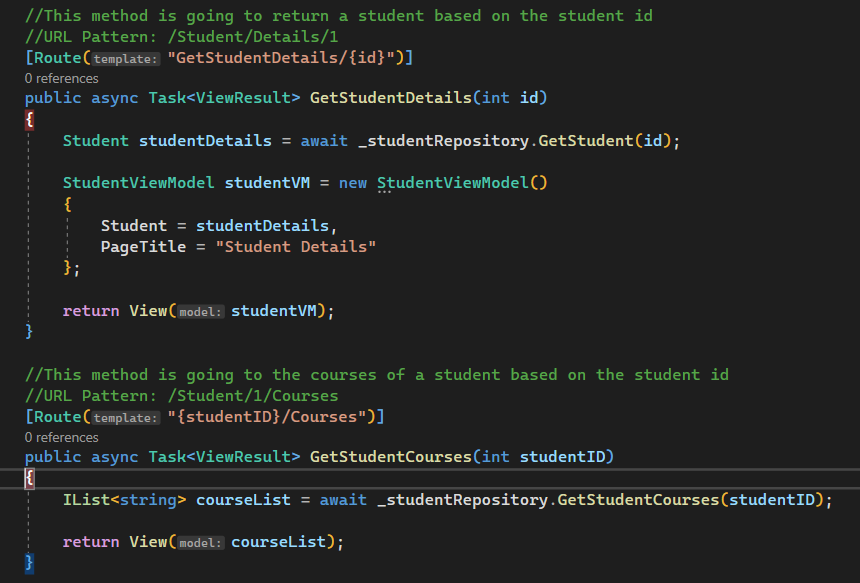 //This method is going to return a student based on the student id
//URL Pattern: /Student/Details/1
[Route(template: "GetStudentDetails/{id}")]
0 references
public async Task<ViewResult> GetStudentDetails(int id)
{
    Student studentDetails = await _studentRepository.GetStudent(id);

    StudentViewModel studentVM = new StudentViewModel()
    {
        Student = studentDetails,
        PageTitle = "Student Details"
    };

    return View(model: studentVM);
}

//This method is going to the courses of a student based on the student id
//URL Pattern: /Student/1/Courses
[Route(template: "{studentID}/Courses")]
0 references
public async Task<ViewResult> GetStudentCourses(int studentID)
{
    IList<string> courseList = await _studentRepository.GetStudentCourses(studentID);

    return View(model: courseList);
}